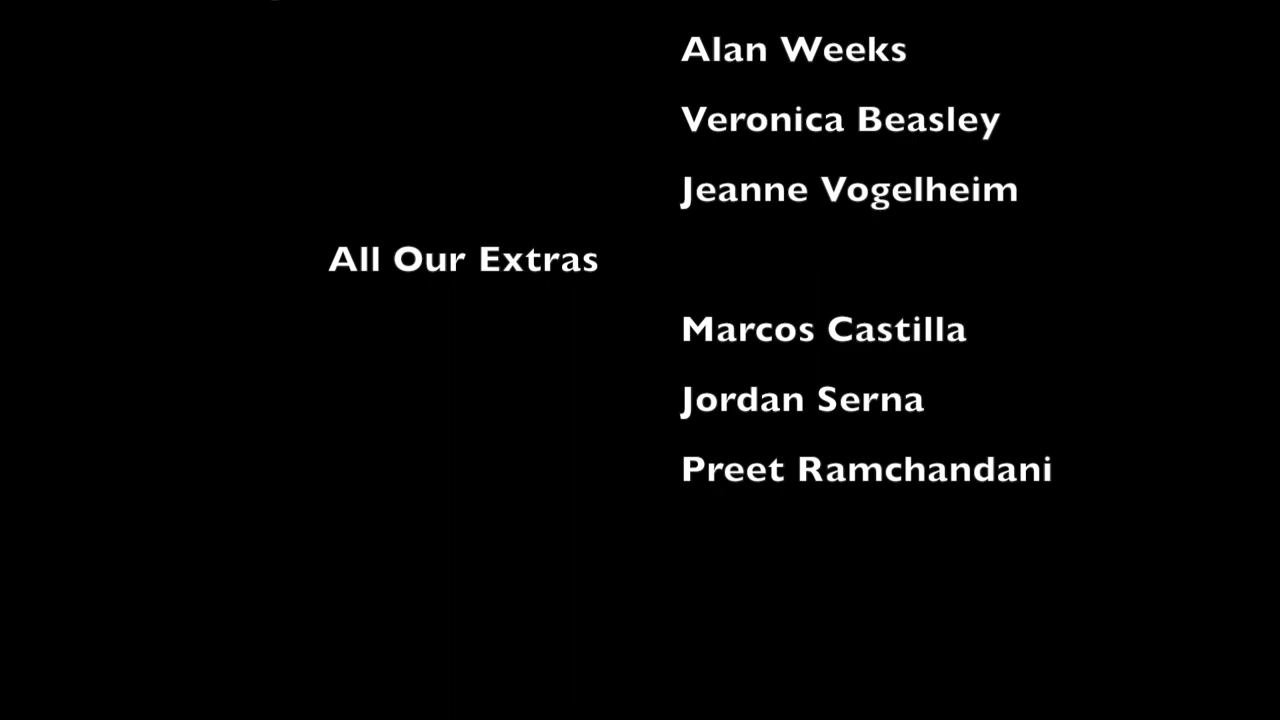 Alan Weeks
Veronica Beasley
Jeanne Vogelheim
All Our Extras
Marcos Castilla
Jordan Serna
Preet Ramchandani